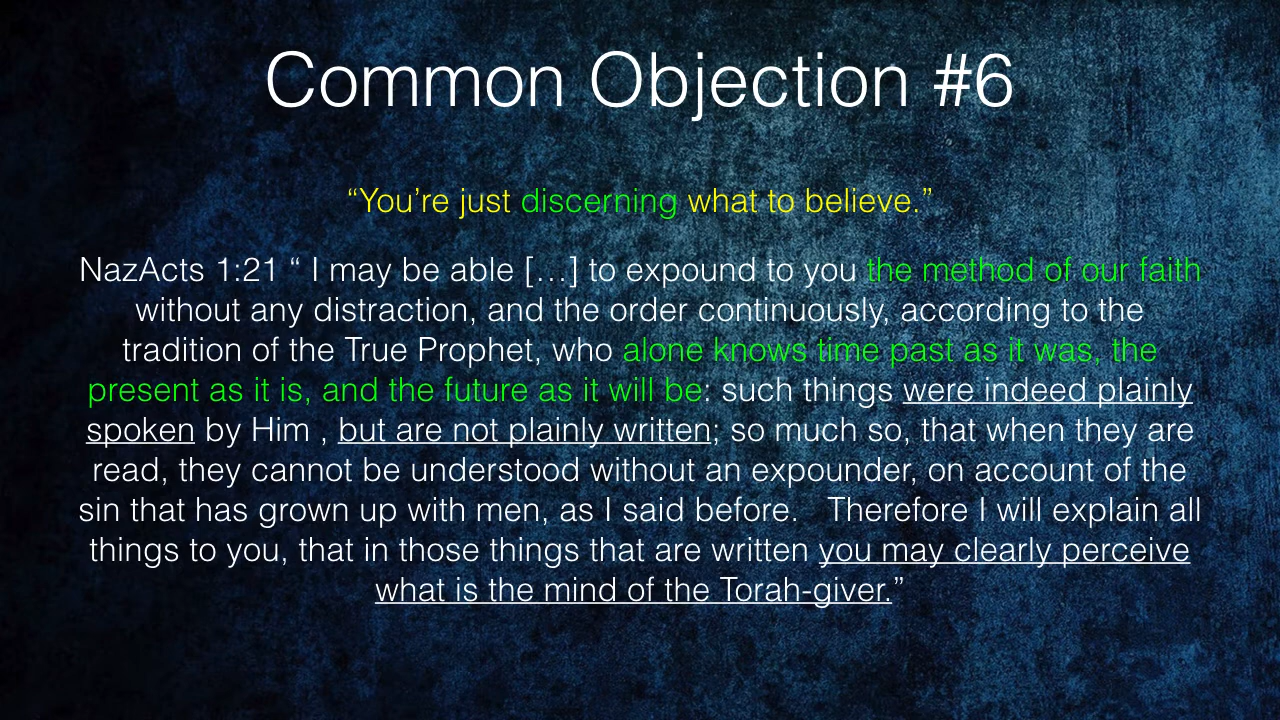 Common Objection #6
“You’re just discerning what to believe.”
NazActs 1:21 “ I may be able […] to expound to you the method of our faith
without any distraction, and the order continuously, according to the
tradition of the True Prophet, who alone knows time past as it was, the
present as it is, and the future as it will be: such things were indeed plainly
spoken by Him , but are not plainly written; so much so, that when they are
read, they cannot be understood without an expounder, on account of the
sin that has grown up with men, as I said before.   Therefore I will explain all
things to you, that in those things that are written you may clearly perceive
what is the mind of the Torah-giver.”